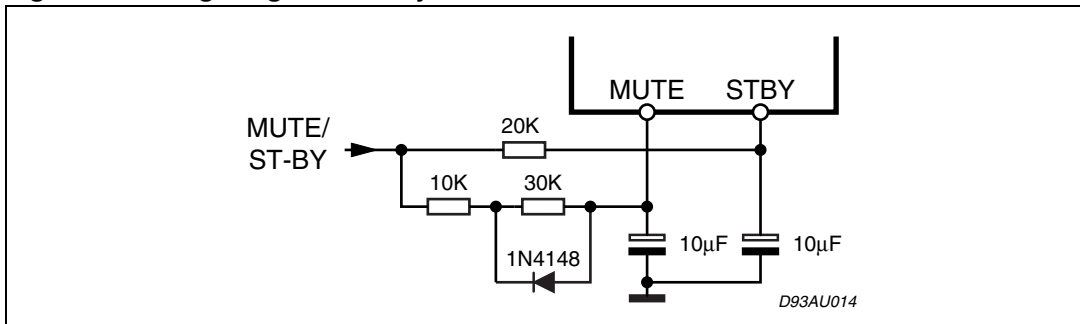 MUTE STBY
MUTE/
ST-BY
20K
10K 30K
1N4148
10μF 10μF
D93AU014